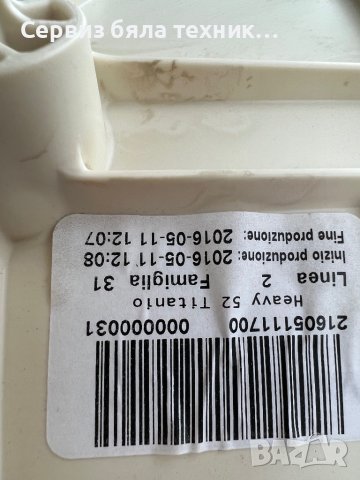 Сервиз бяла техник...
21605111700 000000031
Heavy 52 Titanio
Linea 2 Famiglia 31
Inizio produzione: 2016-05-11 12:08
Fine produzione: 2016-05-11 12:07
BAZAR